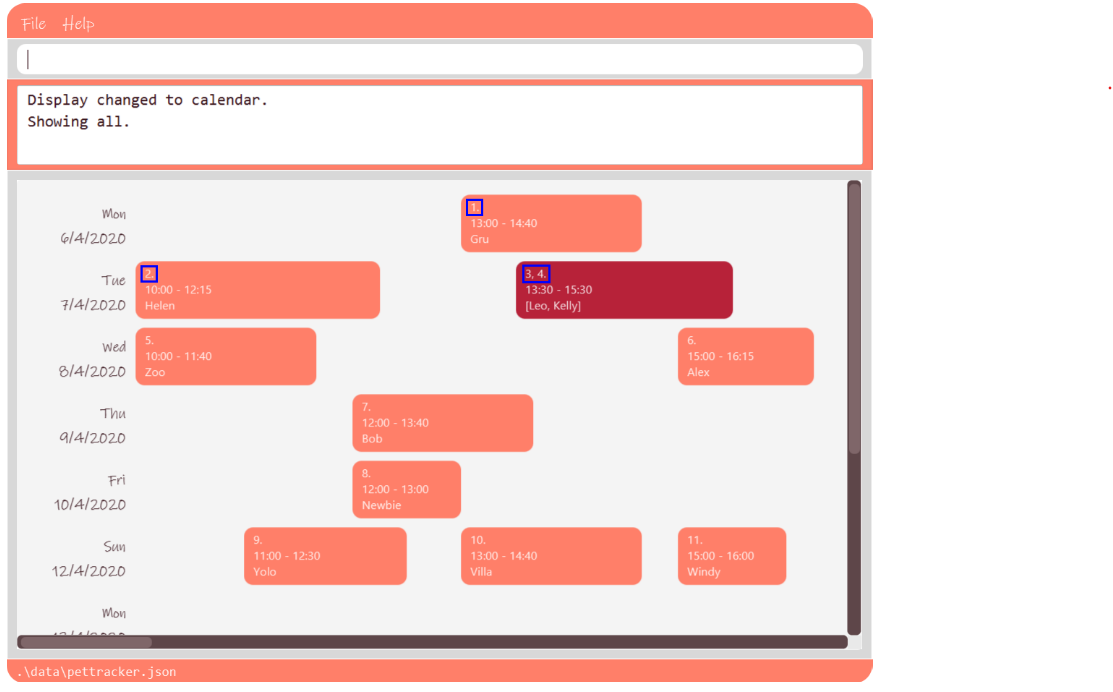 File Help
Display changed to calendar.
Showing all.
Mon
6/4/2020
1.
13:00 - 14:40
Gru
Tue
7/4/2020
2.
10:00 - 12:15
Helen
3, 4.
13:30 - 15:30
[Leo, Kelly]
Wed
8/4/2020
5.
10:00 - 11:40
Zoo
6.
15:00 - 16:15
Alex
Thu
9/4/2020
7.
12:00 - 13:40
Bob
Fri
10/4/2020
8.
12:00 - 13:00
Newbie
Sun
12/4/2020
9.
11:00 - 12:30
Yolo
10.
13:00 - 14:40
Villa
11.
15:00 - 16:00
Windy
Mon
.\data\pettracker.json